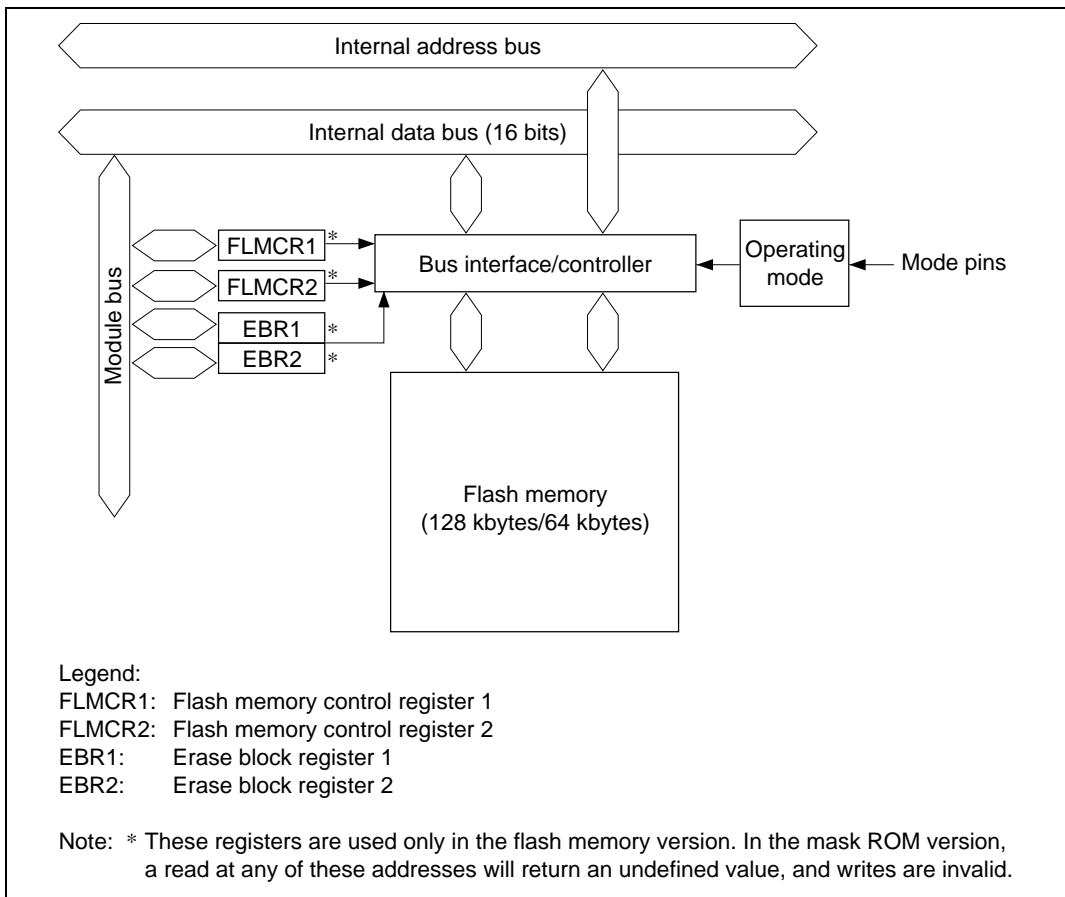 Internal address bus
Internal data bus (16 bits)
Module bus
FLMCR1 *
FLMCR2 *
EBR1 *
EBR2 *
Bus interface/controller
Operating
mode
Mode pins
Flash memory
(128 kbytes/64 kbytes)
Legend:
FLMCR1: Flash memory control register 1
FLMCR2: Flash memory control register 2
EBR1: Erase block register 1
EBR2: Erase block register 2
Note: * These registers are used only in the flash memory version. In the mask ROM version,
a read at any of these addresses will return an undefined value, and writes are invalid.